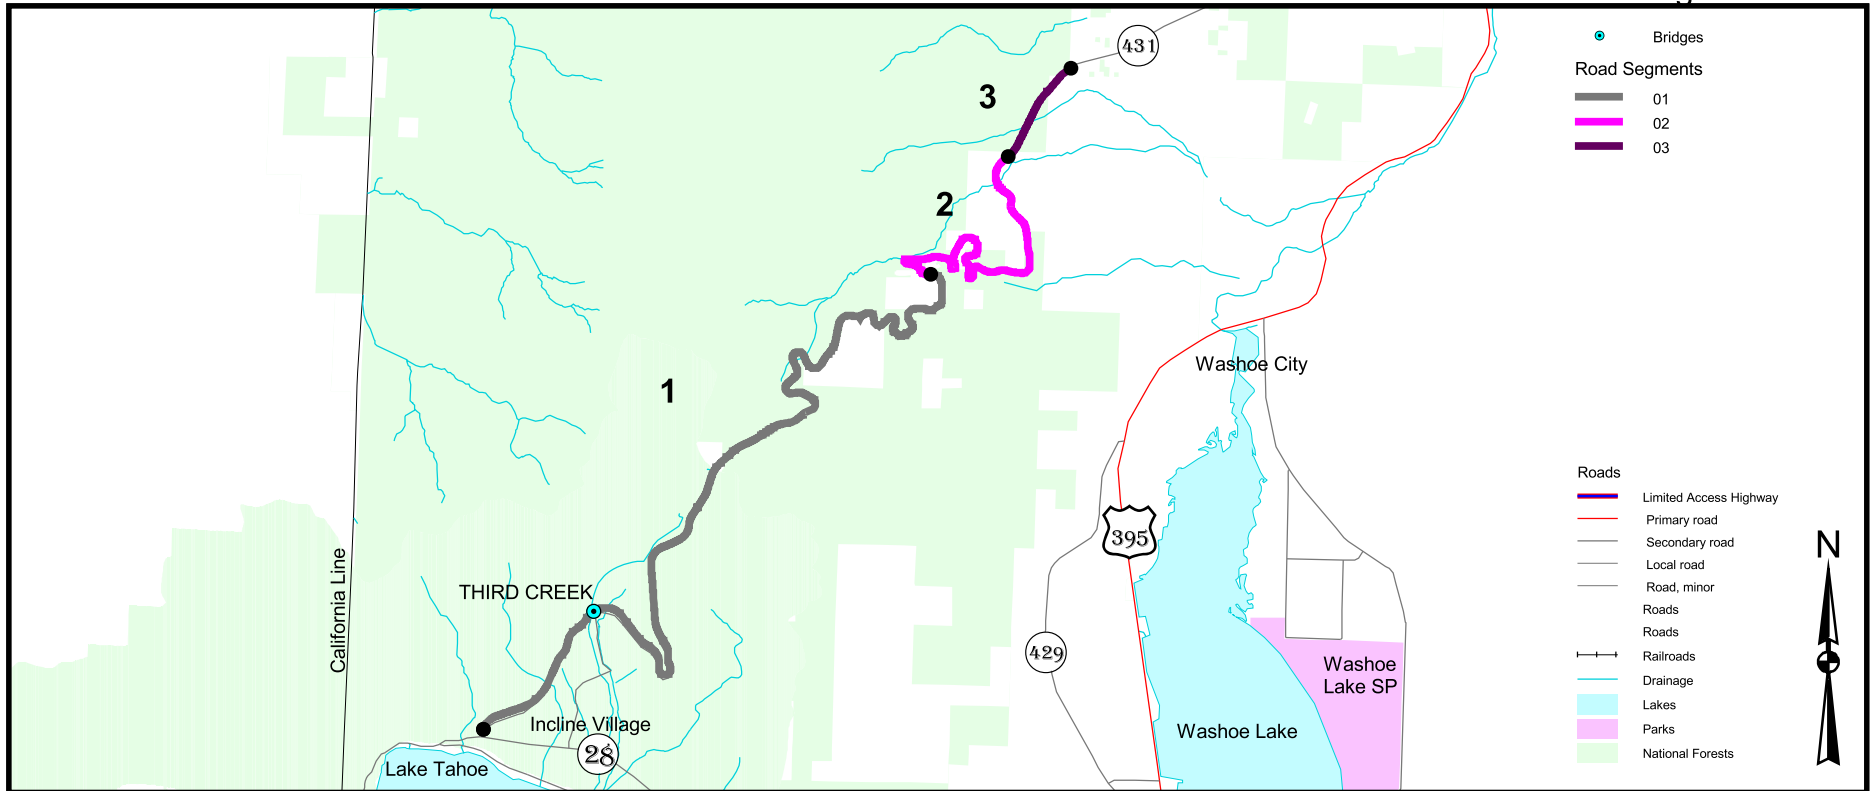 431
3
2
1
Bridges
Road Segments
01
02
03
Washoe City
395
429
THIRD CREEK
California Line
Incline Village
28
Lake Tahoe
Washoe Lake
Washoe
Lake SP
Roads
Limited Access Highway
Primary road
Secondary road
Local road
Road, minor
Roads
Roads
Railroads
Drainage
Lakes
Parks
National Forests
N